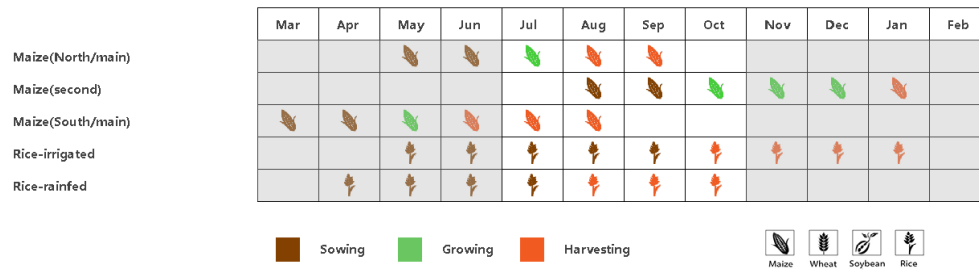 Mar Apr May Jun Jul Aug Sep Oct Nov Dec Jan Feb
Maize(North/main)
Maize(second)
Maize(South/main)
Rice-irrigated
Rice-rainfed
Sowing Growing Harvesting
Maize Wheat Soybean Rice